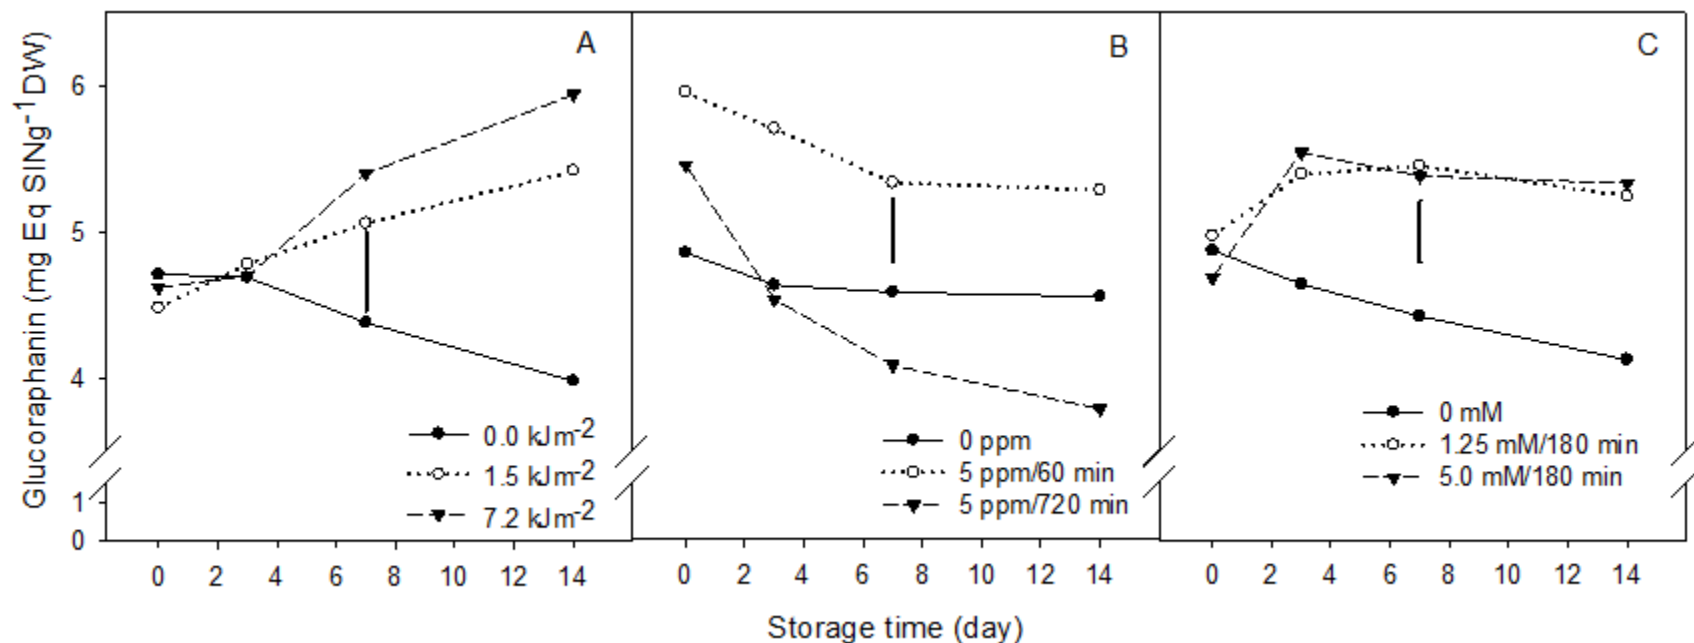 Glucoraphanin (mg Eq SINg⁻¹DW)
6
5
4
1
0
A
0.0 kJm⁻²
1.5 kJm⁻²
7.2 kJm⁻²
0 2 4 6 8 10 12 14
B
0 ppm
5 ppm/60 min
5 ppm/720 min
0 2 4 6 8 10 12 14
C
0 mM
1.25 mM/180 min
5.0 mM/180 min
0 2 4 6 8 10 12 14
Storage time (day)